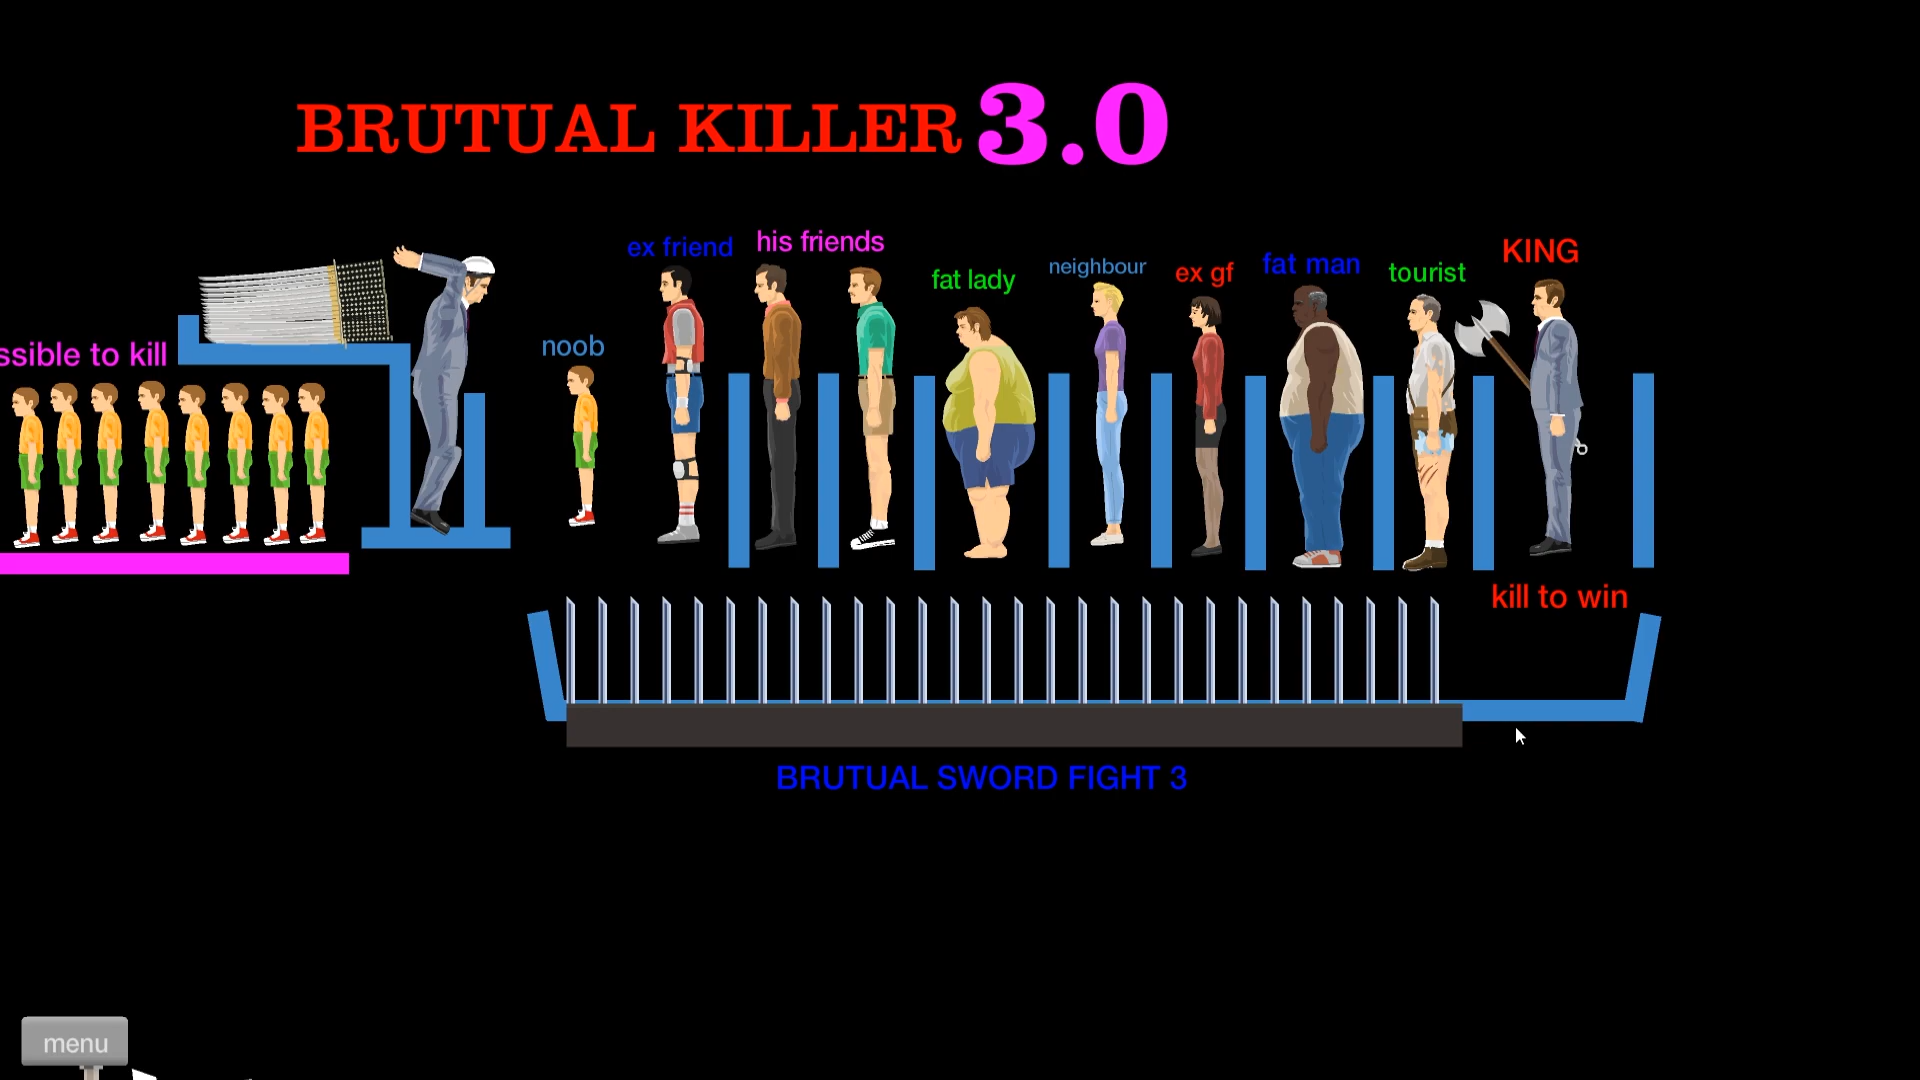 BRUTUAL KILLER 3.0
ex friend
his friends
fat lady
neighbour
ex gf
fat man
tourist
KING
noob
ssible to kill
kill to win
BRUTUAL SWORD FIGHT 3
menu